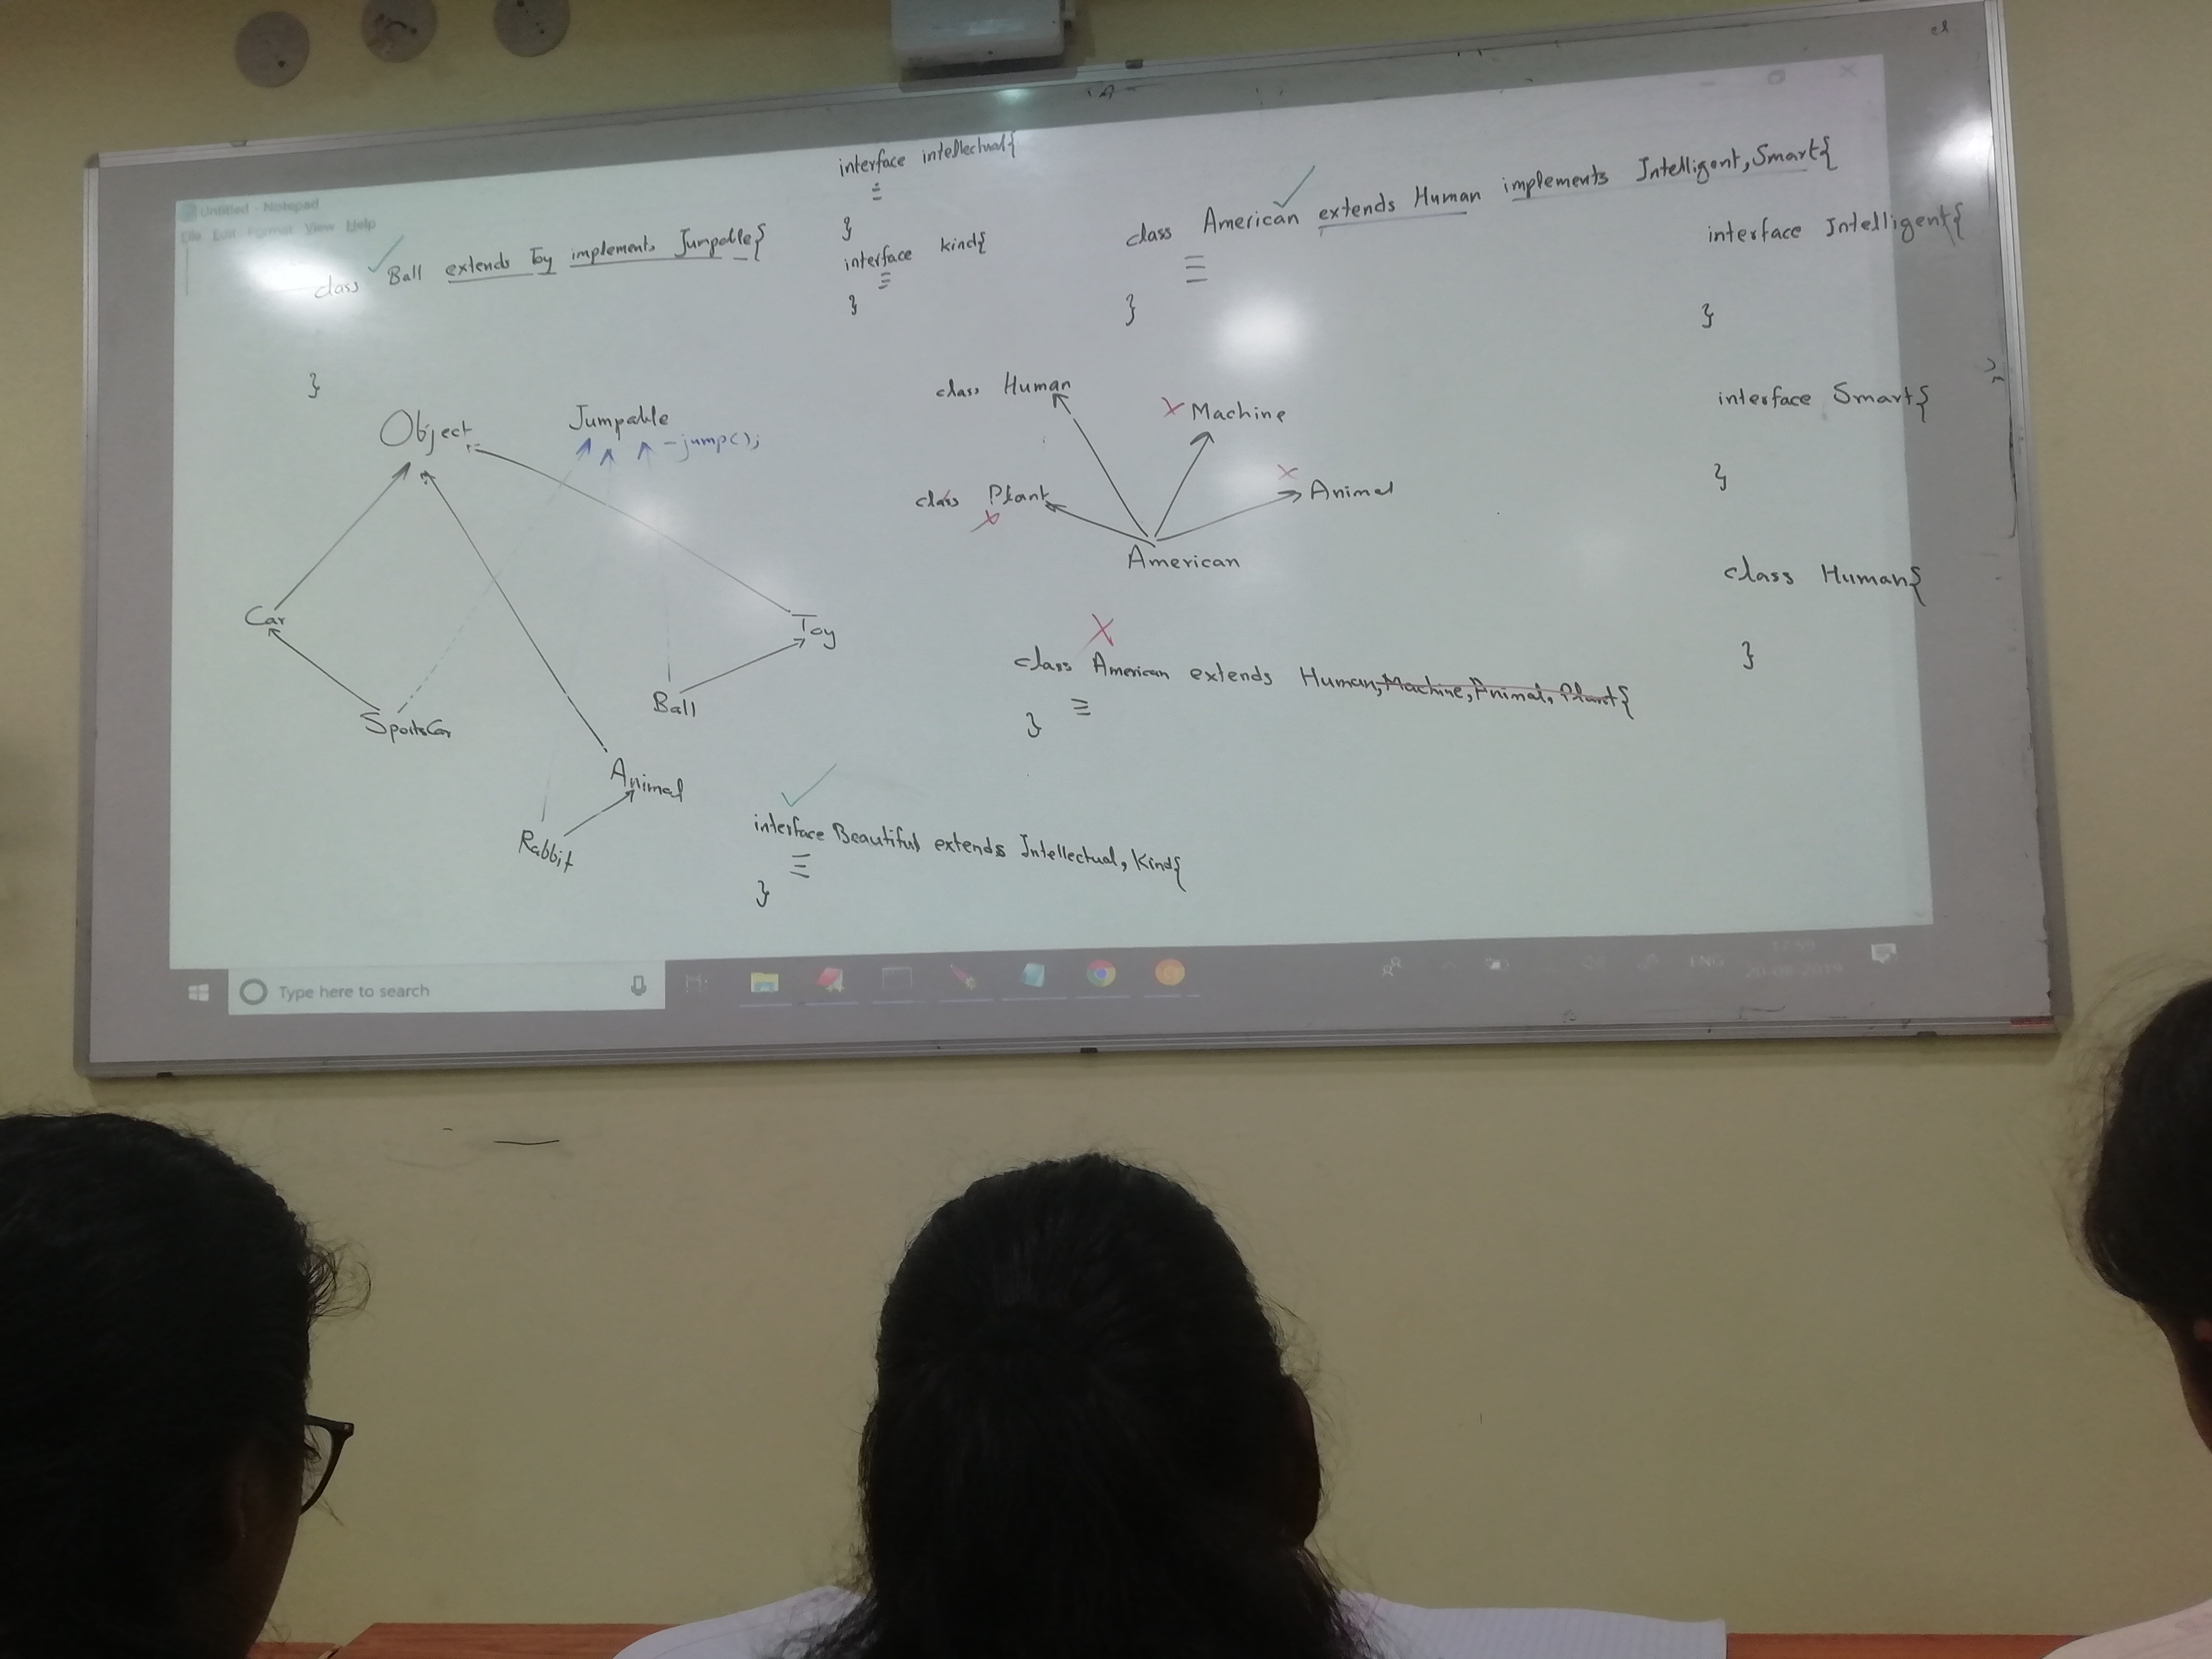 Untitled - Notepad
File Edit Format View Help
class Ball extends Toy implements Jumpable{
}
interface intellectual{
}
interface kind{
}
class American extends Human implements Intelligent, Smart{
}
interface Intelligent{
}
interface Smart{
}
class Human{
}
Object
Jumpable
- jump();
Car
SportsCar
Toy
Ball
Animal
Rabbit
class Human
X Machine
class Plant
X
X
Animal
American
X
class American extends Human, Machine, Animal, Plant{
}
interface Beautiful extends Intellectual, Kind{
}
Type here to search
ENG